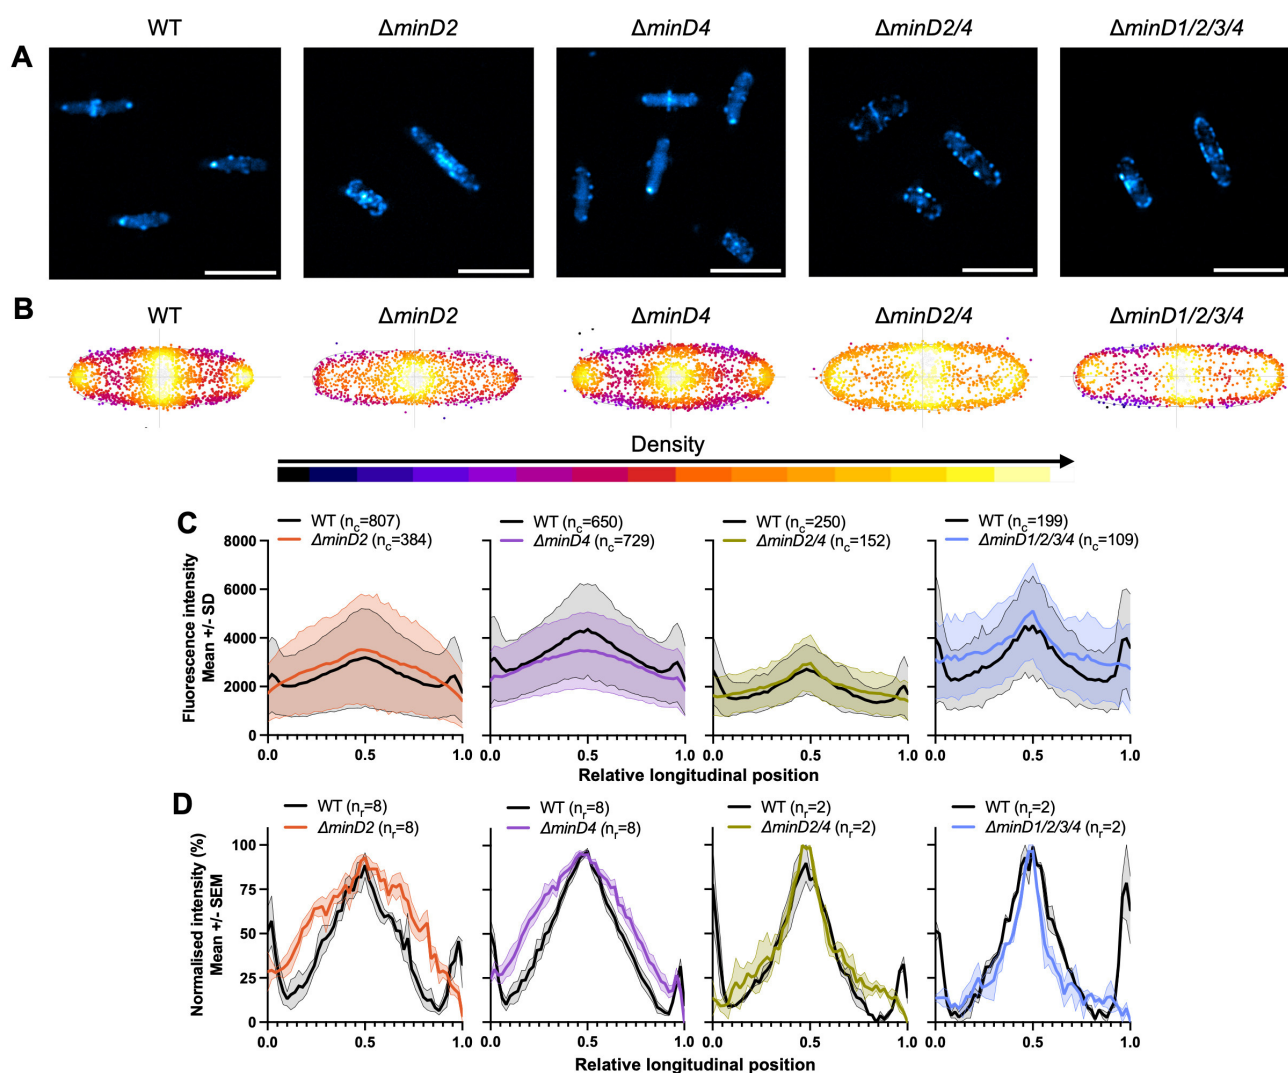 A
WT
ΔminD2
ΔminD4
ΔminD2/4
ΔminD1/2/3/4
B
WT
ΔminD2
ΔminD4
ΔminD2/4
ΔminD1/2/3/4
Density
C
WT (nc=807)
ΔminD2 (nc=384)
WT (nc=650)
ΔminD4 (nc=729)
WT (nc=250)
ΔminD2/4 (nc=152)
WT (nc=199)
ΔminD1/2/3/4 (nc=109)
Fluorescence intensity
Mean +/- SD
8000
6000
4000
2000
0
0.0 0.5 1.0
0.0 0.5 1.0
0.0 0.5 1.0
0.0 0.5 1.0
Relative longitudinal position
D
WT (nr=8)
ΔminD2 (nr=8)
WT (nr=8)
ΔminD4 (nr=8)
WT (nr=2)
ΔminD2/4 (nr=2)
WT (nr=2)
ΔminD1/2/3/4 (nr=2)
Normalised intensity (%)
Mean +/- SEM
100
75
50
25
0
0.0 0.5 1.0
0.0 0.5 1.0
0.0 0.5 1.0
0.0 0.5 1.0
Relative longitudinal position